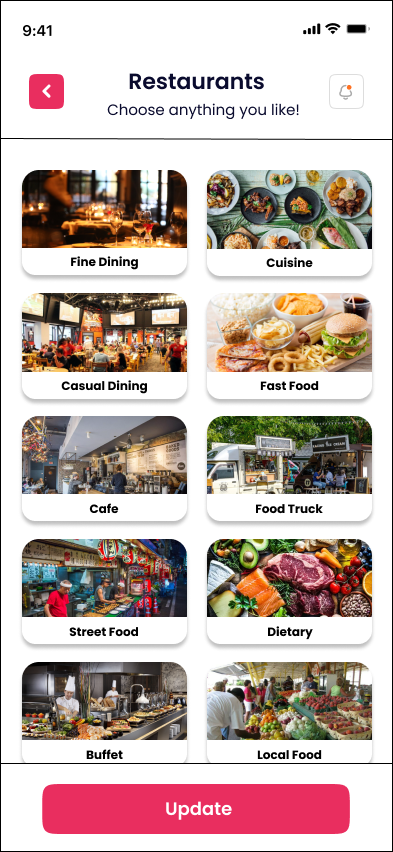 9:41
Restaurants
Choose anything you like!
Fine Dining
Cuisine
Casual Dining
Fast Food
Cafe
Food Truck
Street Food
Dietary
Buffet
Local Food
Update